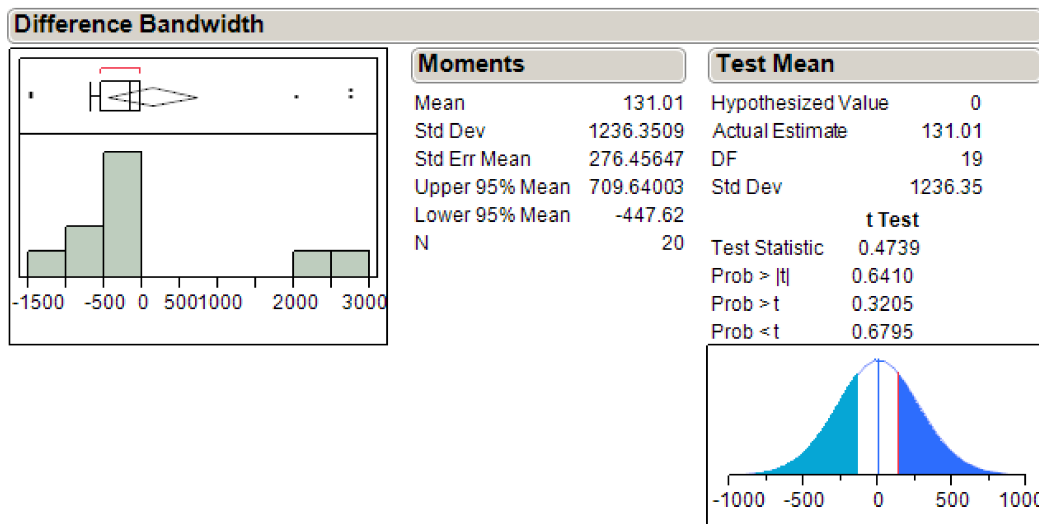 Difference Bandwidth
-1500 -500 0 500 1000 2000 3000
Moments
Mean 131.01
Std Dev 1236.3509
Std Err Mean 276.45647
Upper 95% Mean 709.64003
Lower 95% Mean -447.62
N 20
Test Mean
Hypothesized Value 0
Actual Estimate 131.01
DF 19
Std Dev 1236.35
t Test
Test Statistic 0.4739
Prob > |t| 0.6410
Prob > t 0.3205
Prob < t 0.6795
-1000 -500 0 500 1000